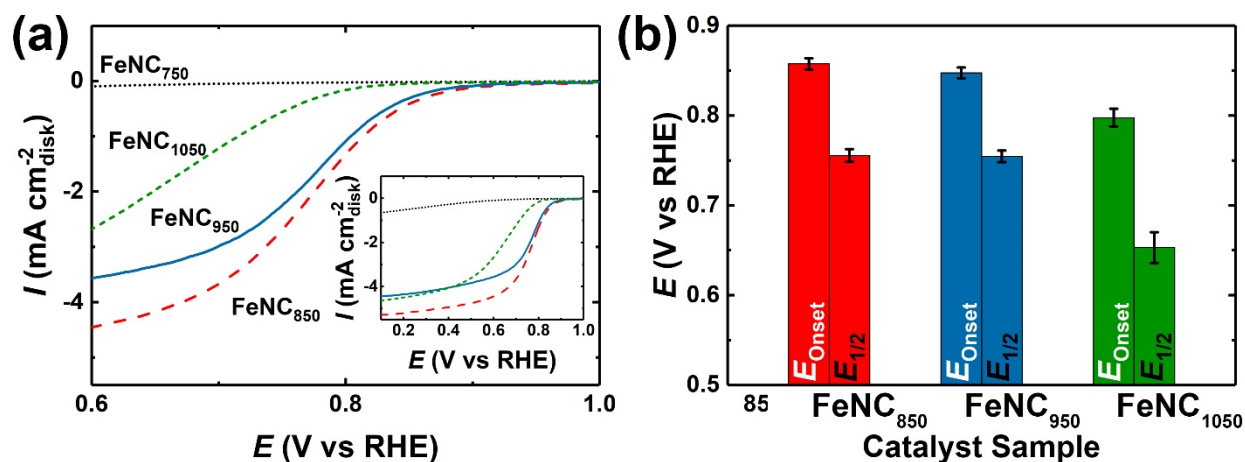 (a)
FeNC750
FeNC1050
FeNC950
FeNC850
0
-2
-4
I (mA cm-2disk)
0.6
0.8
1.0
E (V vs RHE)
0
-2
-4
I (mA cm-2disk)
0.2 0.4 0.6 0.8 1.0
E (V vs RHE)
(b)
0.9
0.8
0.7
0.6
0.5
E (V vs RHE)
EOnset
E1/2
EOnset
E1/2
EOnset
E1/2
85 FeNC850 FeNC950 FeNC1050
Catalyst Sample